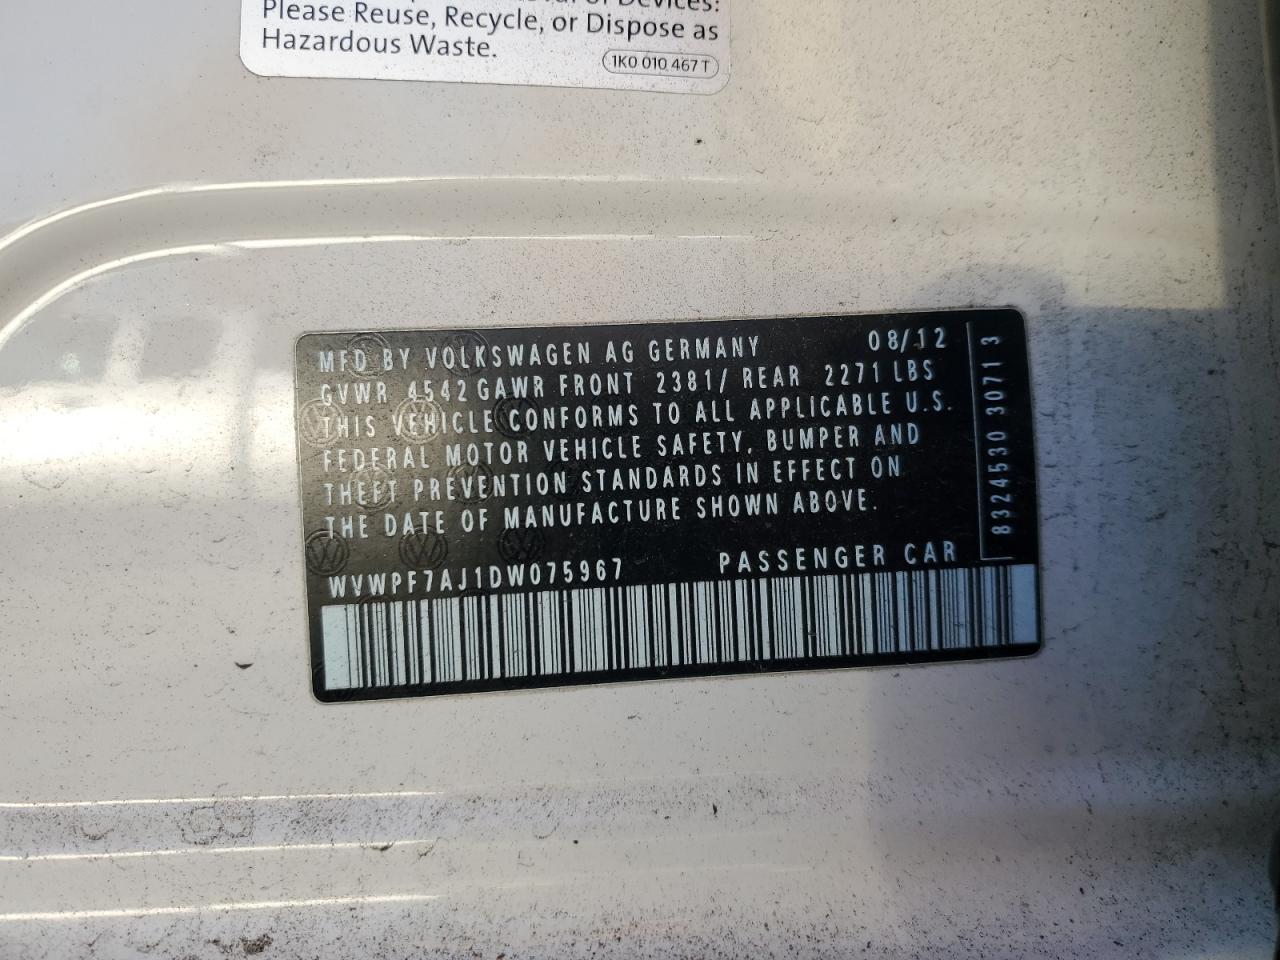 Please Reuse, Recycle, or Dispose as
Hazardous Waste.
1K0 010 467 T
MFD BY VOLKSWAGEN AG GERMANY 08/12
GVWR 4542 GAWR FRONT 2381/ REAR 2271 LBS
THIS VEHICLE CONFORMS TO ALL APPLICABLE U.S.
FEDERAL MOTOR VEHICLE SAFETY, BUMPER AND
THEFT PREVENTION STANDARDS IN EFFECT ON
THE DATE OF MANUFACTURE SHOWN ABOVE.
WVWPF7AJ1DW075967 PASSENGER CAR
8324530 30713